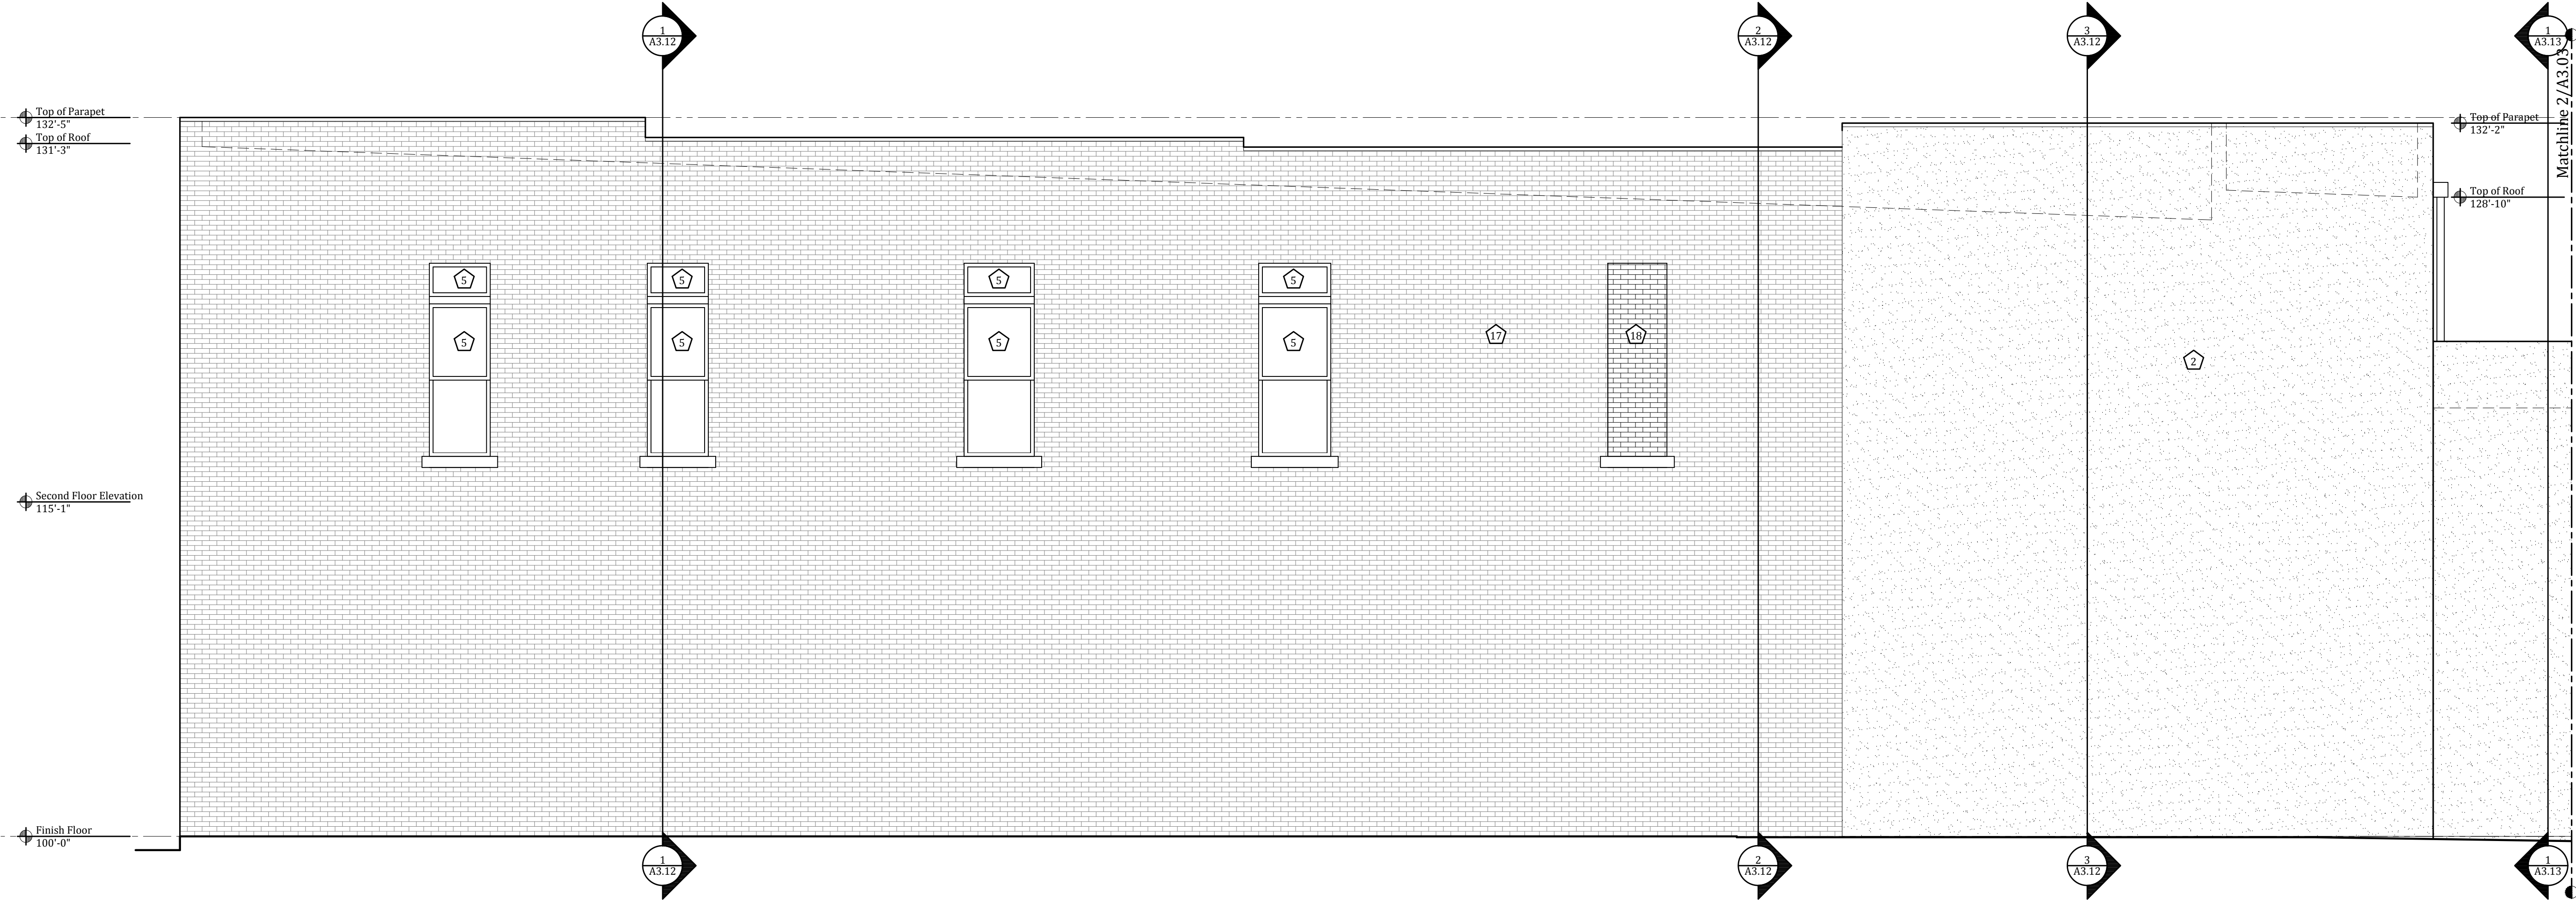 1
A3.12
2
A3.12
3
A3.12
1
A3.13
Matchline 2/A3.03
Top of Parapet
132'-5"
Top of Roof
131'-3"
Top of Parapet
132'-2"
Top of Roof
128'-10"
5
5
5
5
5
5
5
5
17
18
2
Second Floor Elevation
115'-1"
Finish Floor
100'-0"
1
A3.12
2
A3.12
3
A3.12
1
A3.13